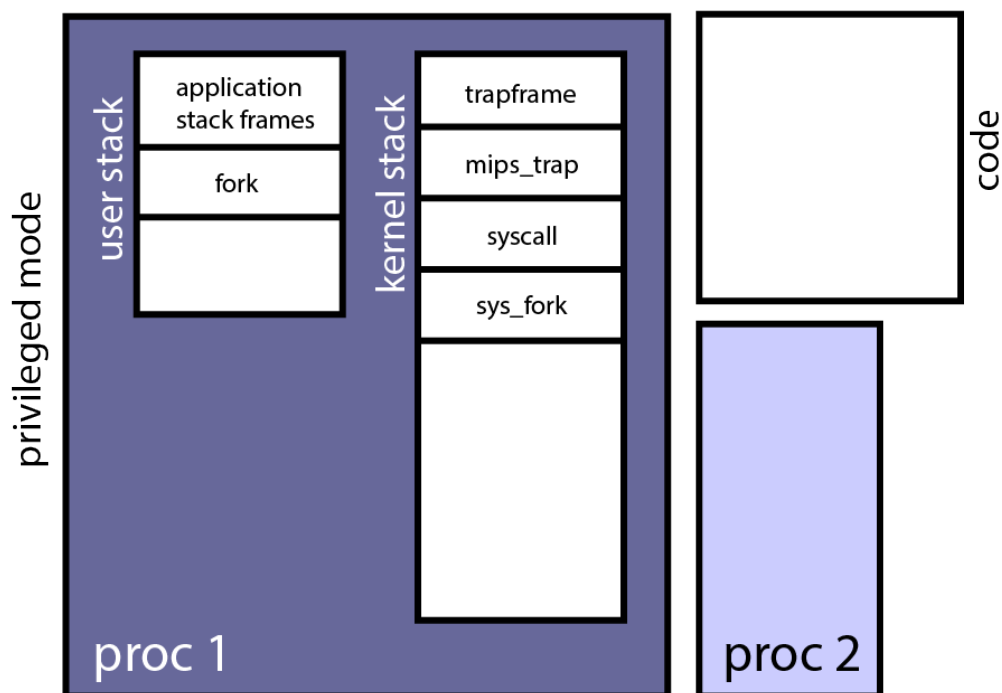 privileged mode
user stack
application
stack frames
fork
kernel stack
trapframe
mips_trap
syscall
sys_fork
proc 1
code
proc 2